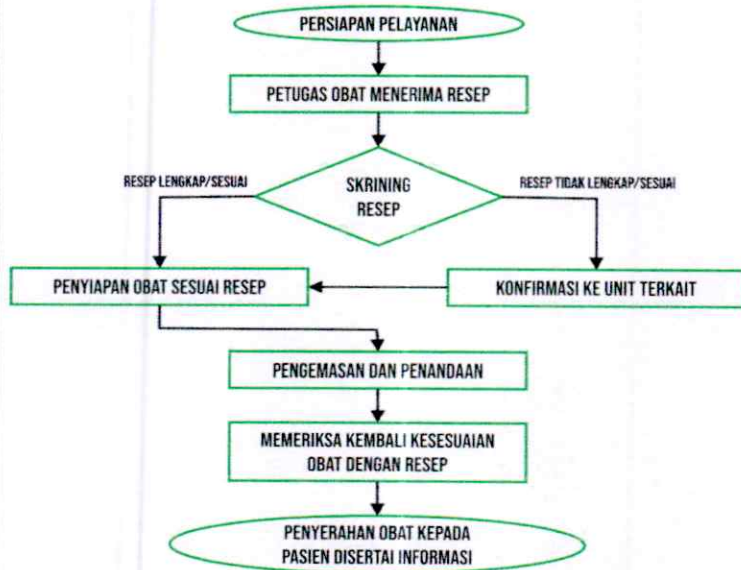 PERSIAPAN PELAYANAN
PETUGAS OBAT MENERIMA RESEP
RESEP LENGKAP/SESUAI
SKRINING
RESEP
RESEP TIDAK LENGKAP/SESUAI
PENYIAPAN OBAT SESUAI RESEP
KONFIRMASI KE UNIT TERKAIT
PENGEMASAN DAN PENANDAAN
MEMERIKSA KEMBALI KESESUAIAN
OBAT DENGAN RESEP
PENYERAHAN OBAT KEPADA
PASIEN DISERTAI INFORMASI